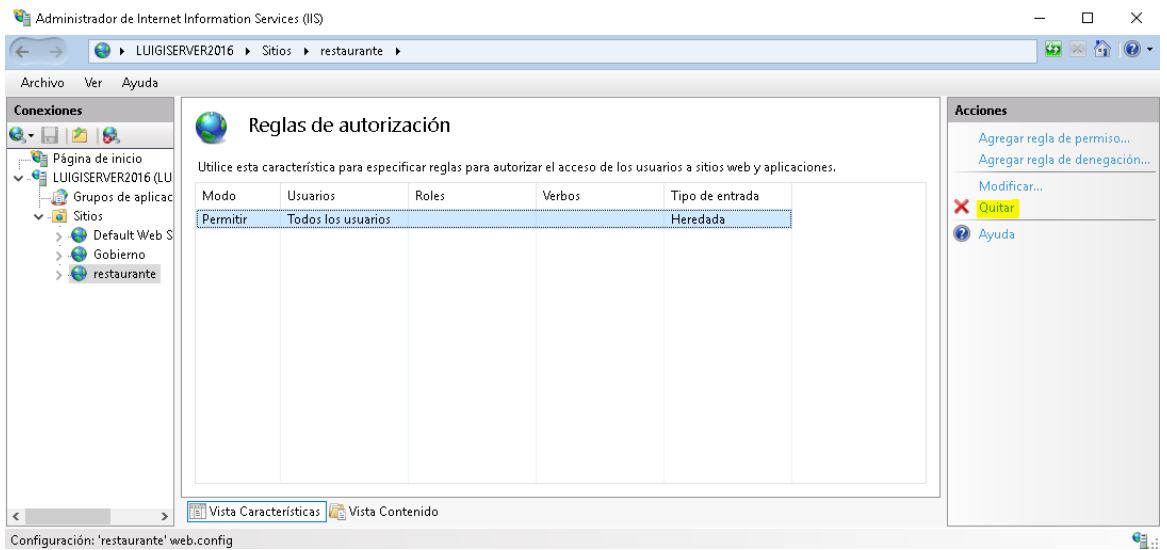 Administrador de Internet Information Services (IIS)
LUIGISERVER2016 Sitios restaurante
Archivo Ver Ayuda
Conexiones
Página de inicio
LUIGISERVER2016 (LU
Grupos de aplicac
Sitios
Default Web S
Gobierno
restaurante
Reglas de autorización
Utilice esta característica para especificar reglas para autorizar el acceso de los usuarios a sitios web y aplicaciones.
Modo Usuarios Roles Verbos Tipo de entrada
Permitir Todos los usuarios Heredada
Vista Características Vista Contenido
Acciones
Agregar regla de permiso...
Agregar regla de denegación...
Modificar...
Quitar
Ayuda
Configuración: 'restaurante' web.config